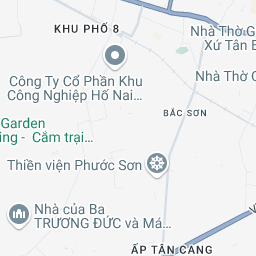 KHU PHỐ 8
Nhà Thờ G
Xứ Tân B
Công Ty Cổ Phần Khu
Công Nghiệp Hố Nai...
Nhà Thờ C
BẮC SƠN
Garden
ing - Cắm trại...
Thiền viện Phước Sơn
Nhà của Ba
TRƯƠNG ĐỨC và Má...
ẤP TÂN CANG